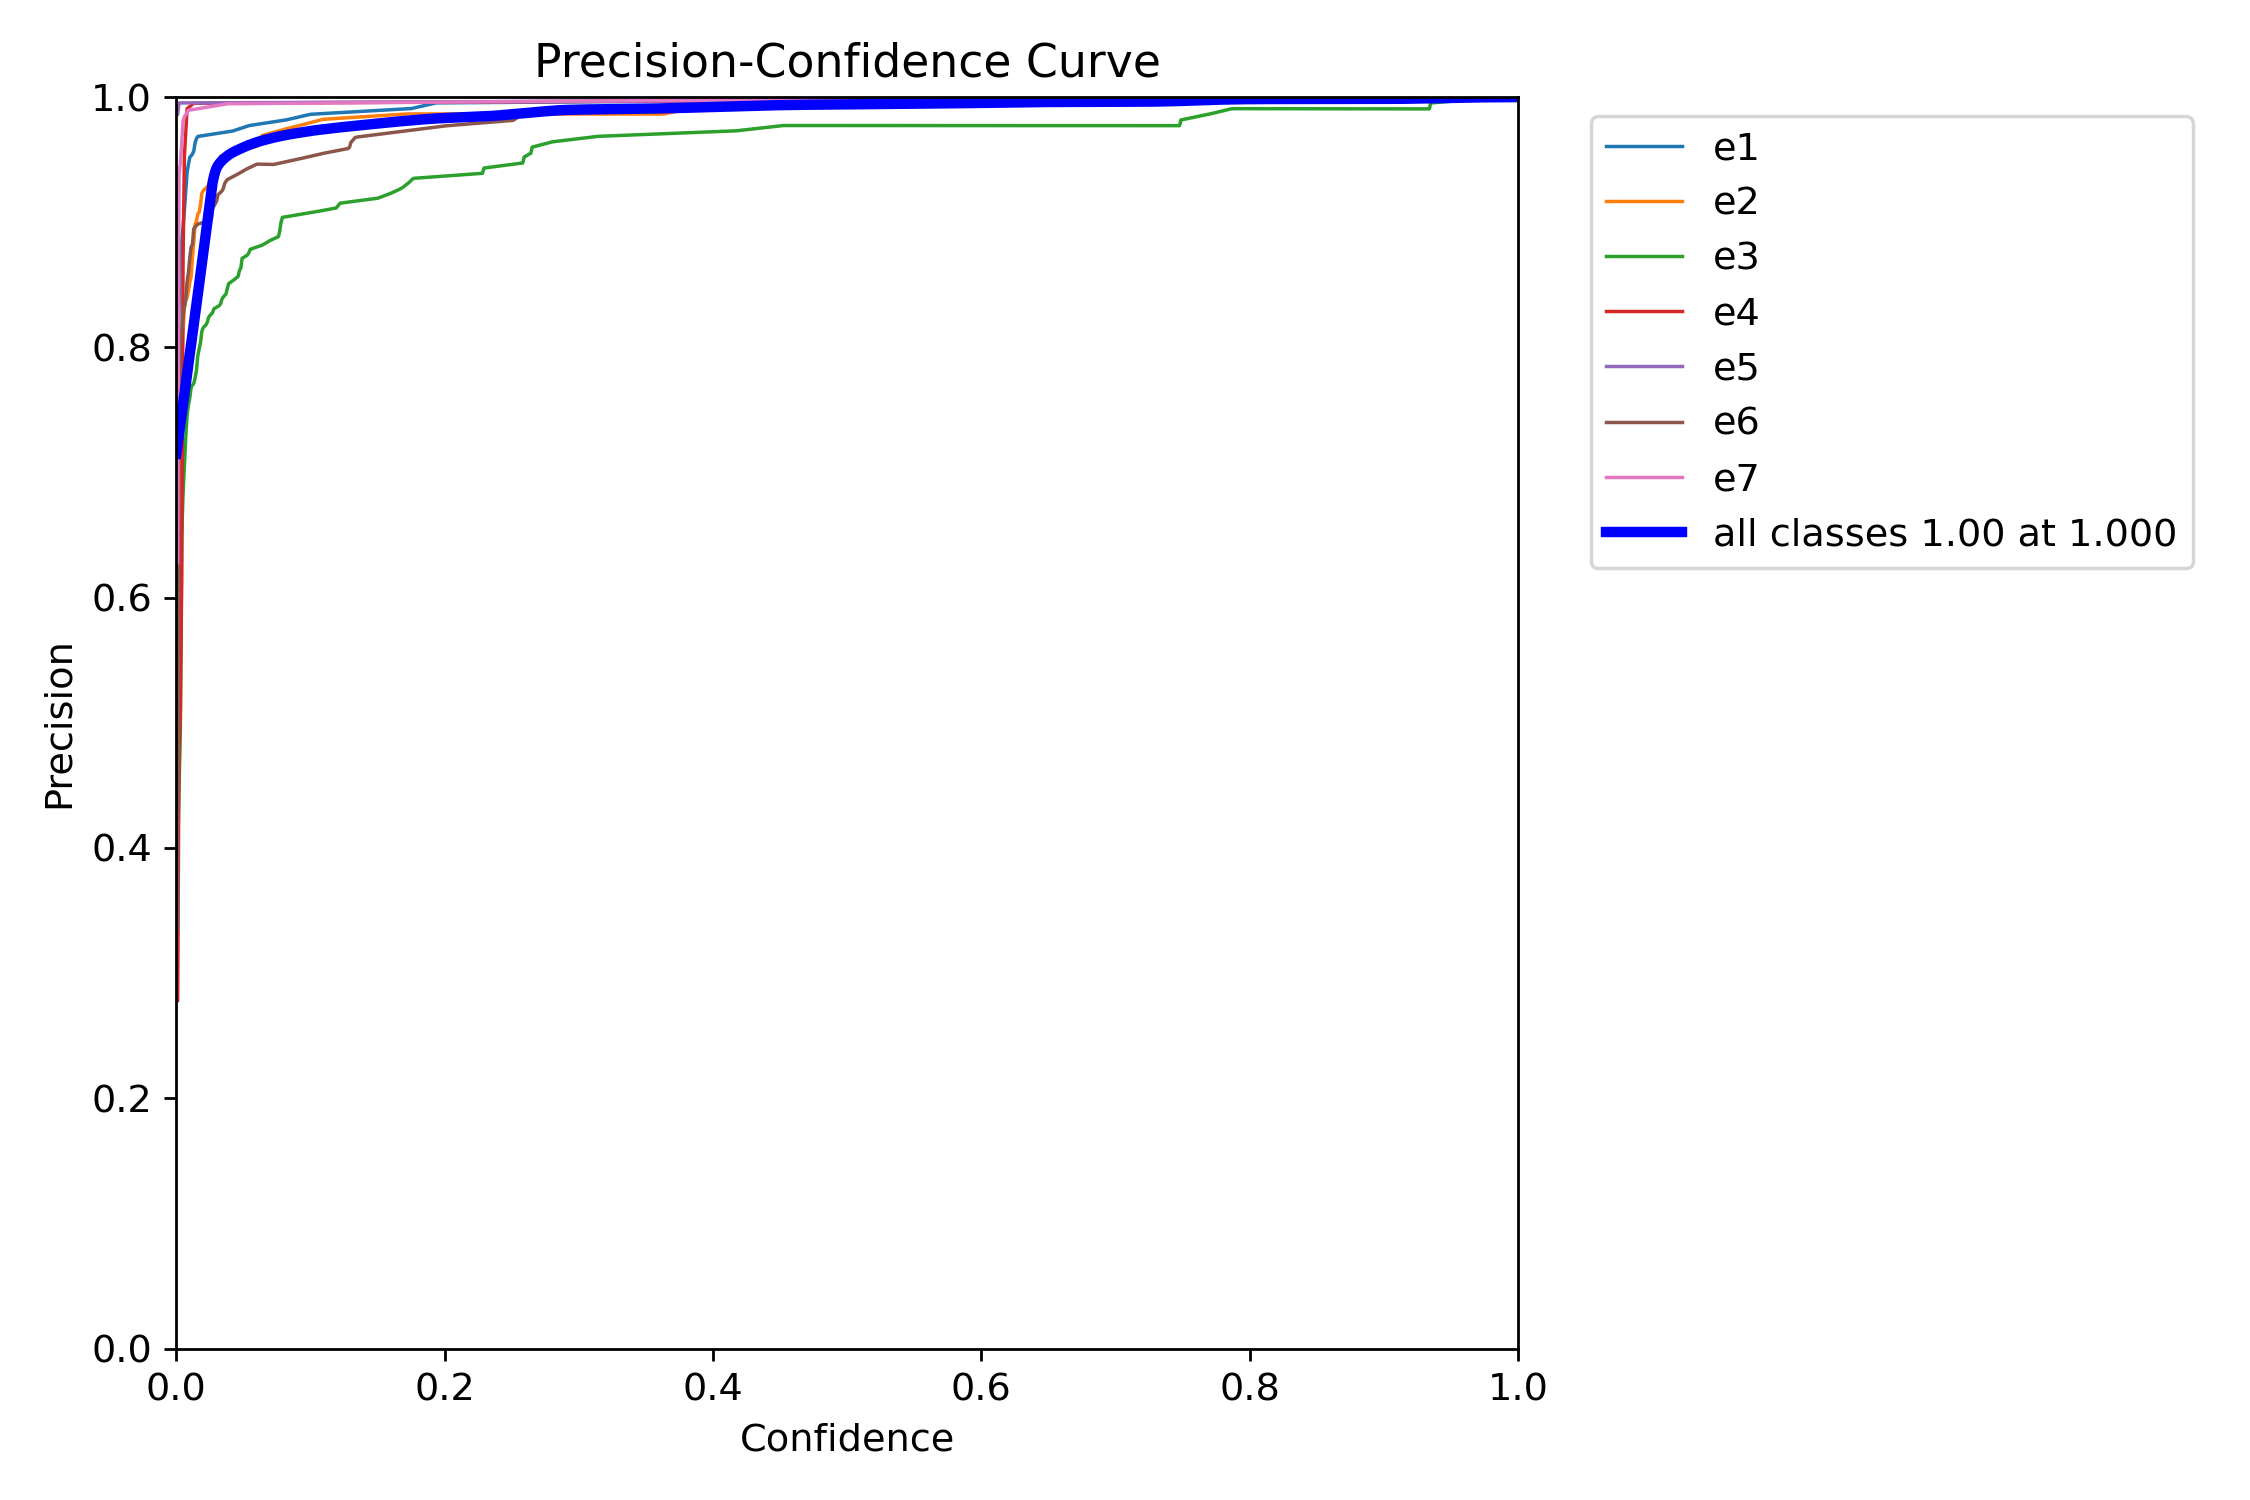 Precision-Confidence Curve
1.0
0.8
0.6
0.4
0.2
0.0
Precision
0.0 0.2 0.4 0.6 0.8 1.0
Confidence
e1
e2
e3
e4
e5
e6
e7
all classes 1.00 at 1.000